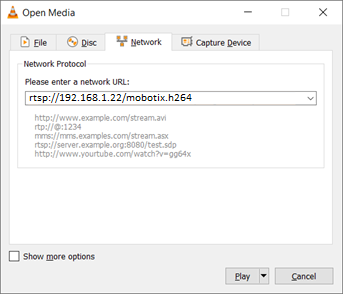 Open Media
File
Disc
Network
Capture Device
Network Protocol
Please enter a network URL:
rtsp://192.168.1.22/mobotix.h264
http://www.example.com/stream.avi
rtp://@:1234
mms://mms.examples.com/stream.asx
rtsp://server.example.org:8080/test.sdp
http://www.yourtube.com/watch?v=gg64x
Show more options
Play
Cancel